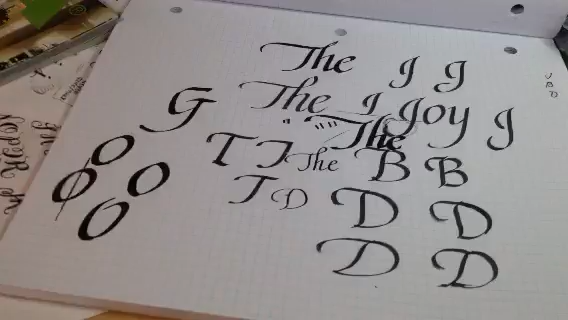 The J J
The J Joy J
G " "" The
O T J The B B
O O J D D D
O D D